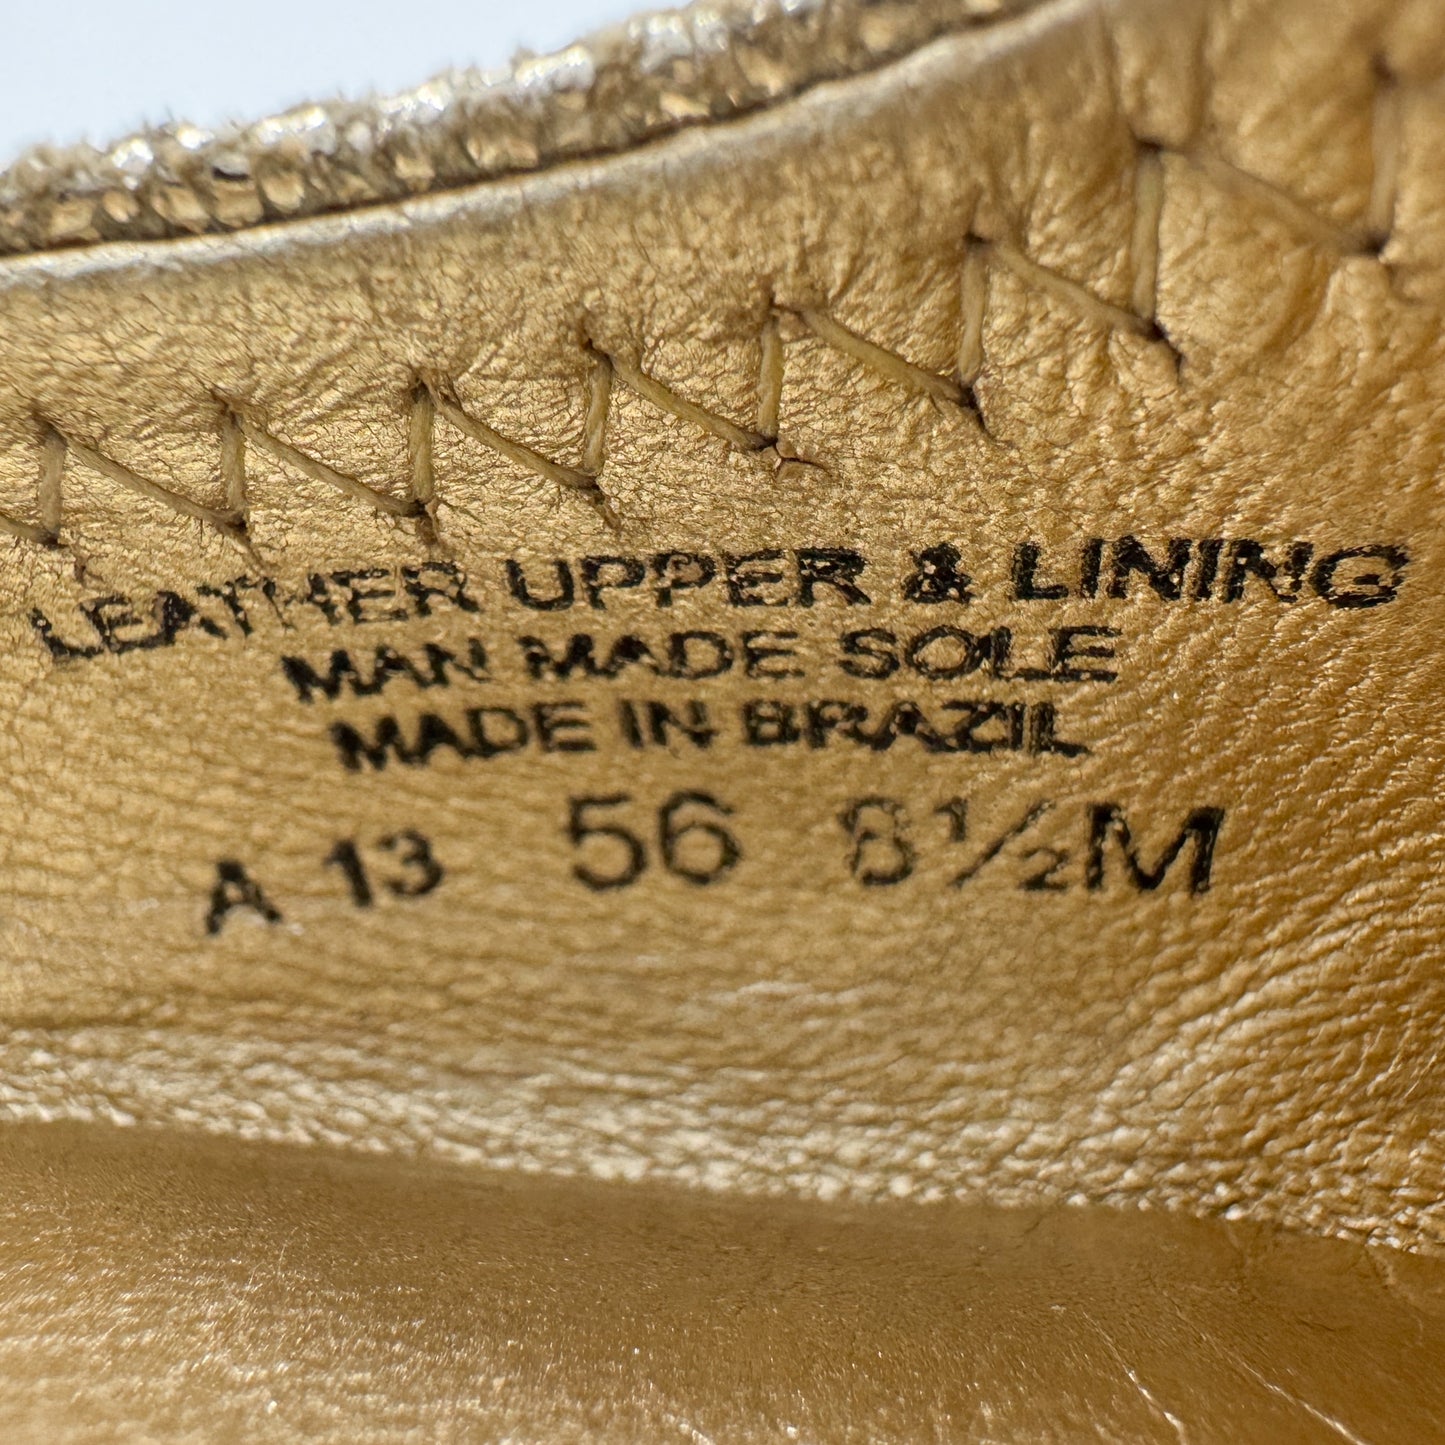 LEATHER UPPER & LINING
MAN MADE SOLE
MADE IN BRAZIL
A 13 56 8½M